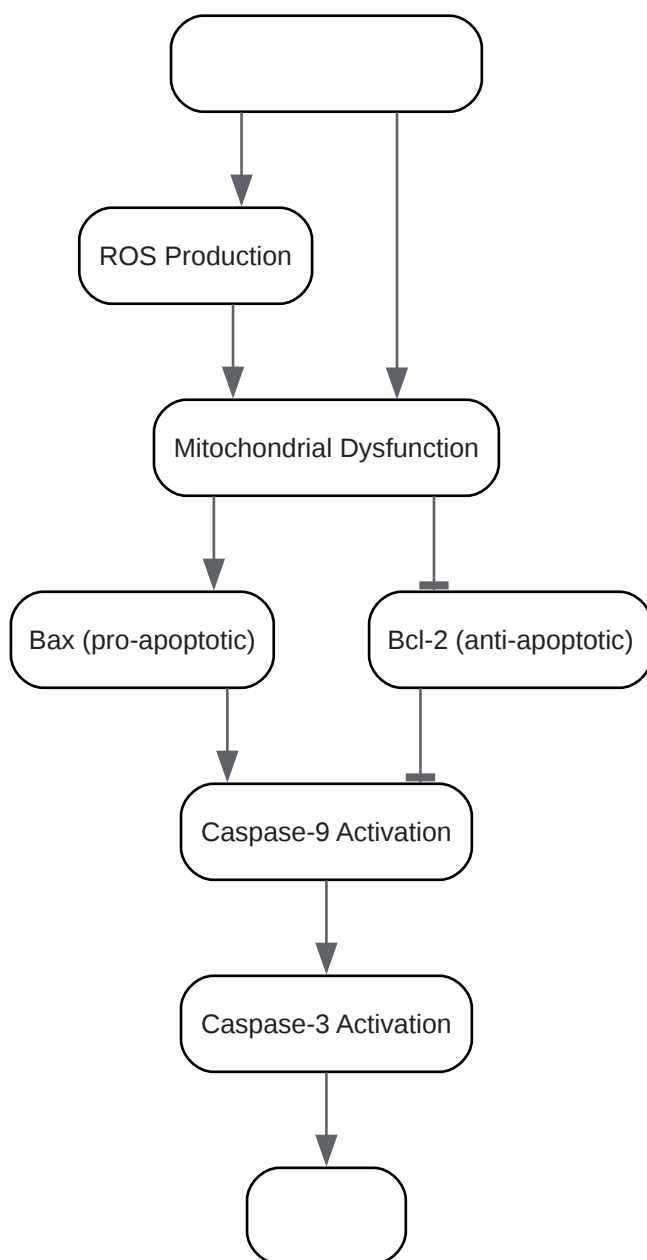 ROS Production
Mitochondrial Dysfunction
Bax (pro-apoptotic)
Bcl-2 (anti-apoptotic)
Caspase-9 Activation
Caspase-3 Activation